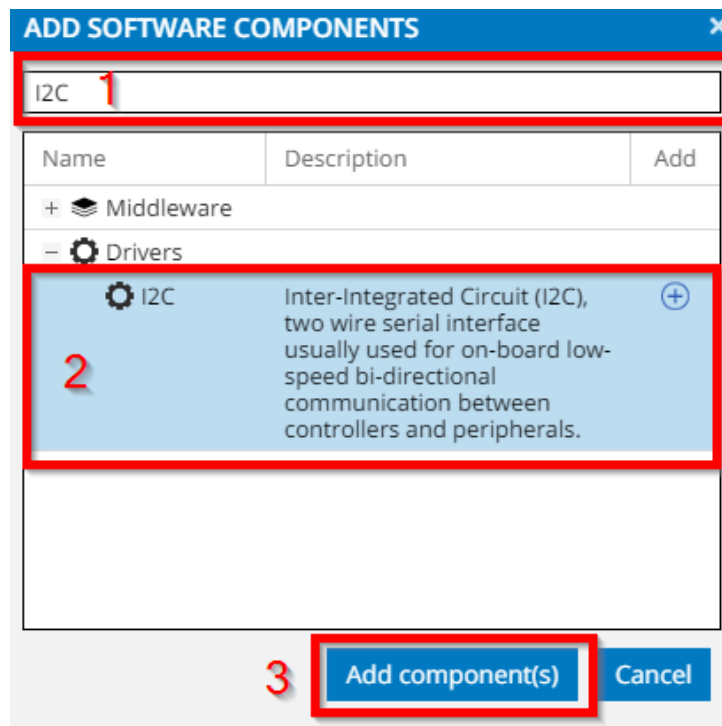 ADD SOFTWARE COMPONENTS ×
I2C 1
Name Description Add
+ Middleware
− Drivers
I2C Inter-Integrated Circuit (I2C),
two wire serial interface
usually used for on-board low-
speed bi-directional
communication between
controllers and peripherals.
2
3 Add component(s) Cancel